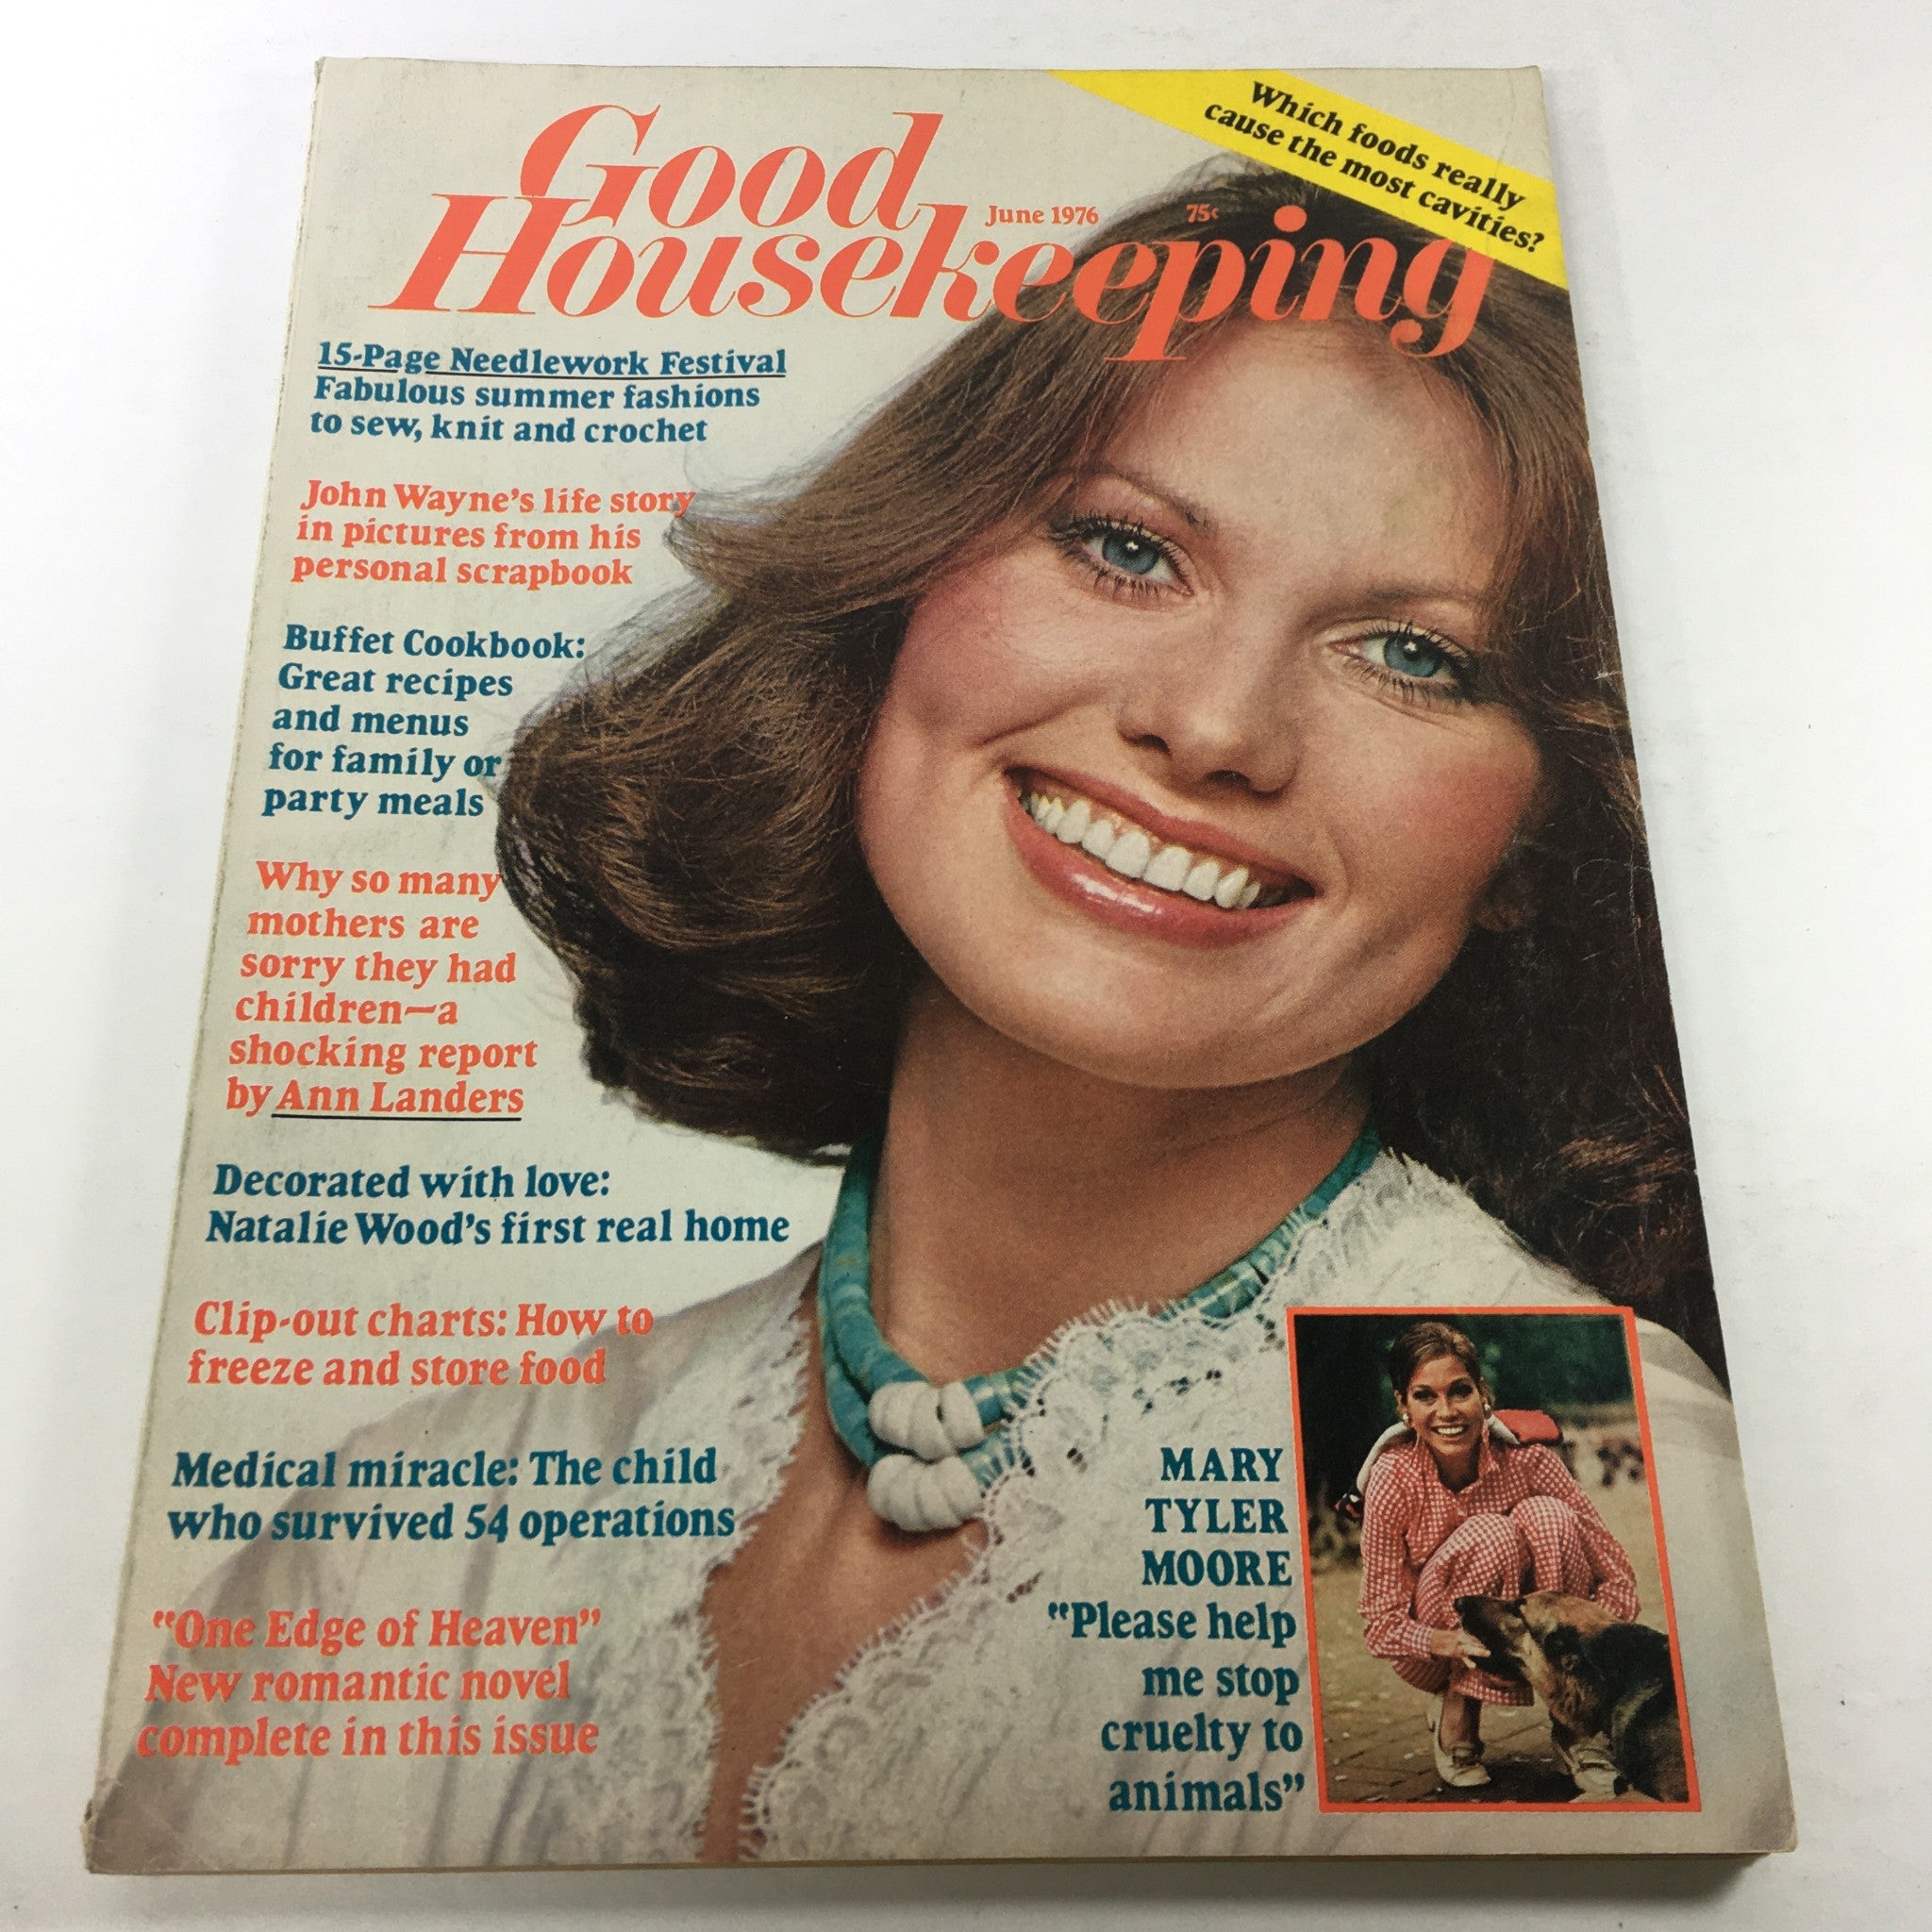 Which foods really
cause the most cavities?
Good
June 1976 75¢
Housekeeping
15-Page Needlework Festival
Fabulous summer fashions
to sew, knit and crochet
John Wayne's life story
in pictures from his
personal scrapbook
Buffet Cookbook:
Great recipes
and menus
for family or
party meals
Why so many
mothers are
sorry they had
children—a
shocking report
by Ann Landers
Decorated with love:
Natalie Wood's first real home
Clip-out charts: How to
freeze and store food
Medical miracle: The child
who survived 54 operations
"One Edge of Heaven"
New romantic novel
complete in this issue
MARY
TYLER
MOORE
"Please help
me stop
cruelty to
animals"